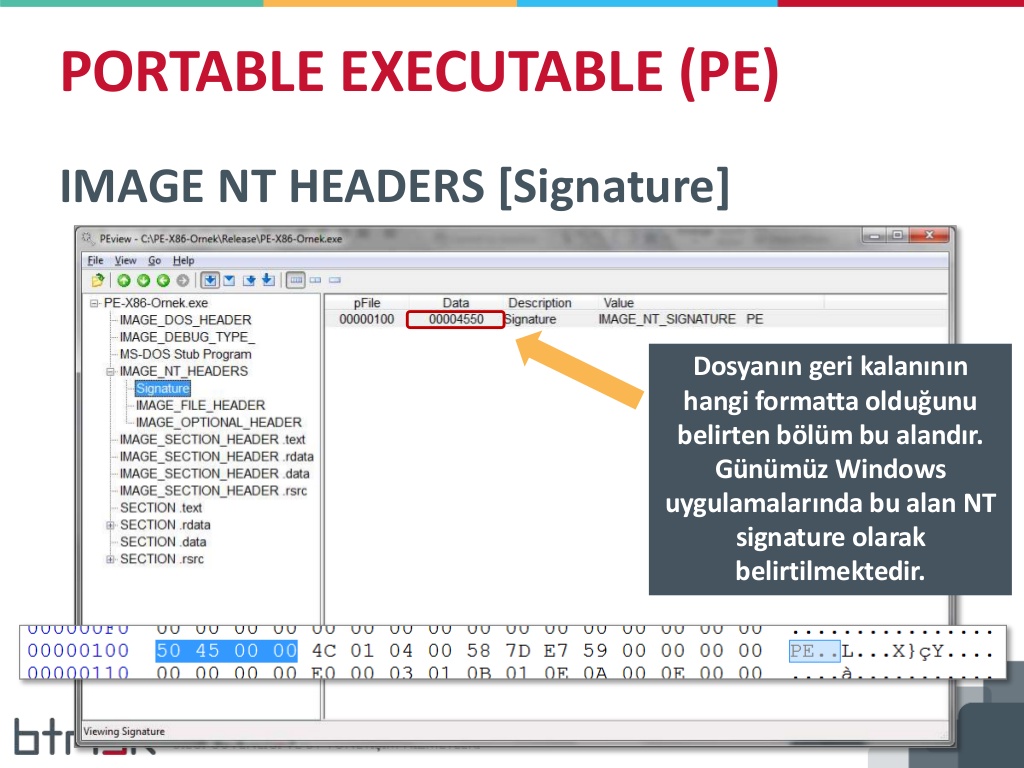 PORTABLE EXECUTABLE (PE)
IMAGE NT HEADERS [Signature]
PEview - C:\PE-X86-Ornek\Release\PE-X86-Ornek.exe
File View Go Help
PE-X86-Ornek.exe
IMAGE_DOS_HEADER
IMAGE_DEBUG_TYPE_
MS-DOS Stub Program
IMAGE_NT_HEADERS
Signature
IMAGE_FILE_HEADER
IMAGE_OPTIONAL_HEADER
IMAGE_SECTION_HEADER .text
IMAGE_SECTION_HEADER .rdata
IMAGE_SECTION_HEADER .data
IMAGE_SECTION_HEADER .rsrc
SECTION .text
SECTION .rdata
SECTION .data
SECTION .rsrc
pFile Data Description Value
00000100 00004550 Signature IMAGE_NT_SIGNATURE PE
Dosyanın geri kalanının
hangi formatta olduğunu
belirten bölüm bu alandır.
Günümüz Windows
uygulamalarında bu alan NT
signature olarak
belirtilmektedir.
000000F0 00 00 00 00 00 00 00 00 00 00 00 00 00 00 00 00 ................
00000100 50 45 00 00 4C 01 04 00 58 7D E7 59 00 00 00 00 PE..L...X}çY....
00000110 00 00 00 00 E0 00 03 01 0B 01 0E 0A 00 0E 00 00 ....à...........
Viewing Signature